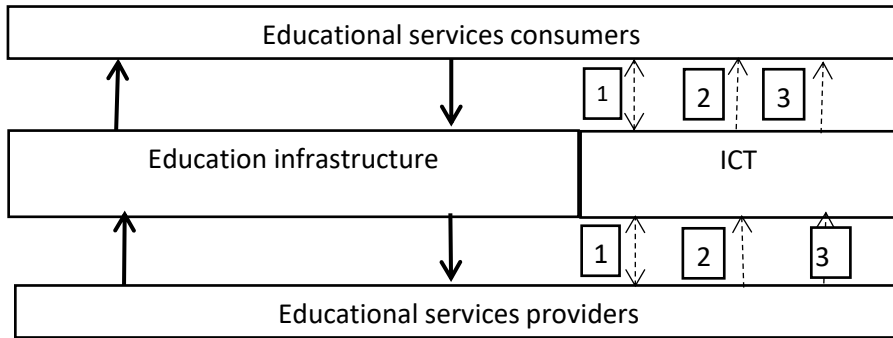 Educational services consumers
1 2 3
Education infrastructure ICT
1 2 3
Educational services providers